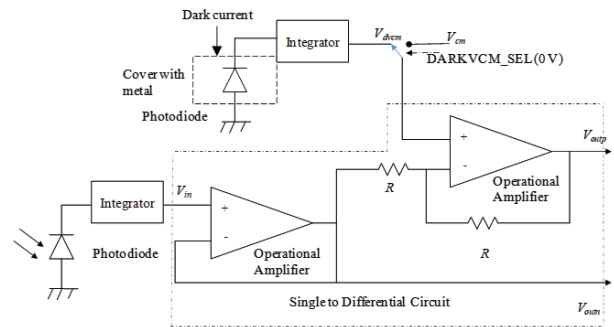 Dark current
Integrator
V_dvcm
V_cm
DARKVCM_SEL(0V)
Cover with
metal
Photodiode
+
-
V_outp
R
Operational
Amplifier
Integrator
V_in
+
-
R
Photodiode
Operational
Amplifier
Single to Differential Circuit
V_outn